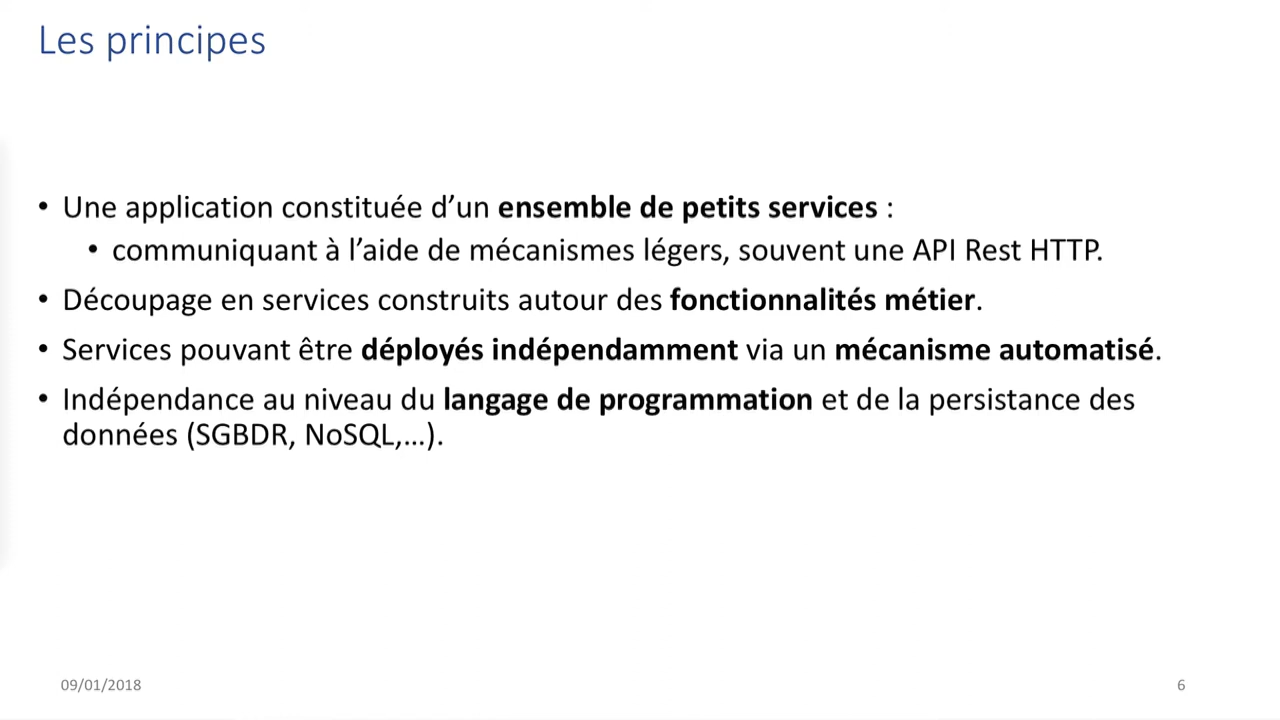 Les principes
• Une application constituée d’un ensemble de petits services :
• communiquant à l’aide de mécanismes légers, souvent une API Rest HTTP.
• Découpage en services construits autour des fonctionnalités métier.
• Services pouvant être déployés indépendamment via un mécanisme automatisé.
• Indépendance au niveau du langage de programmation et de la persistance des
données (SGBDR, NoSQL,...).
09/01/2018
6